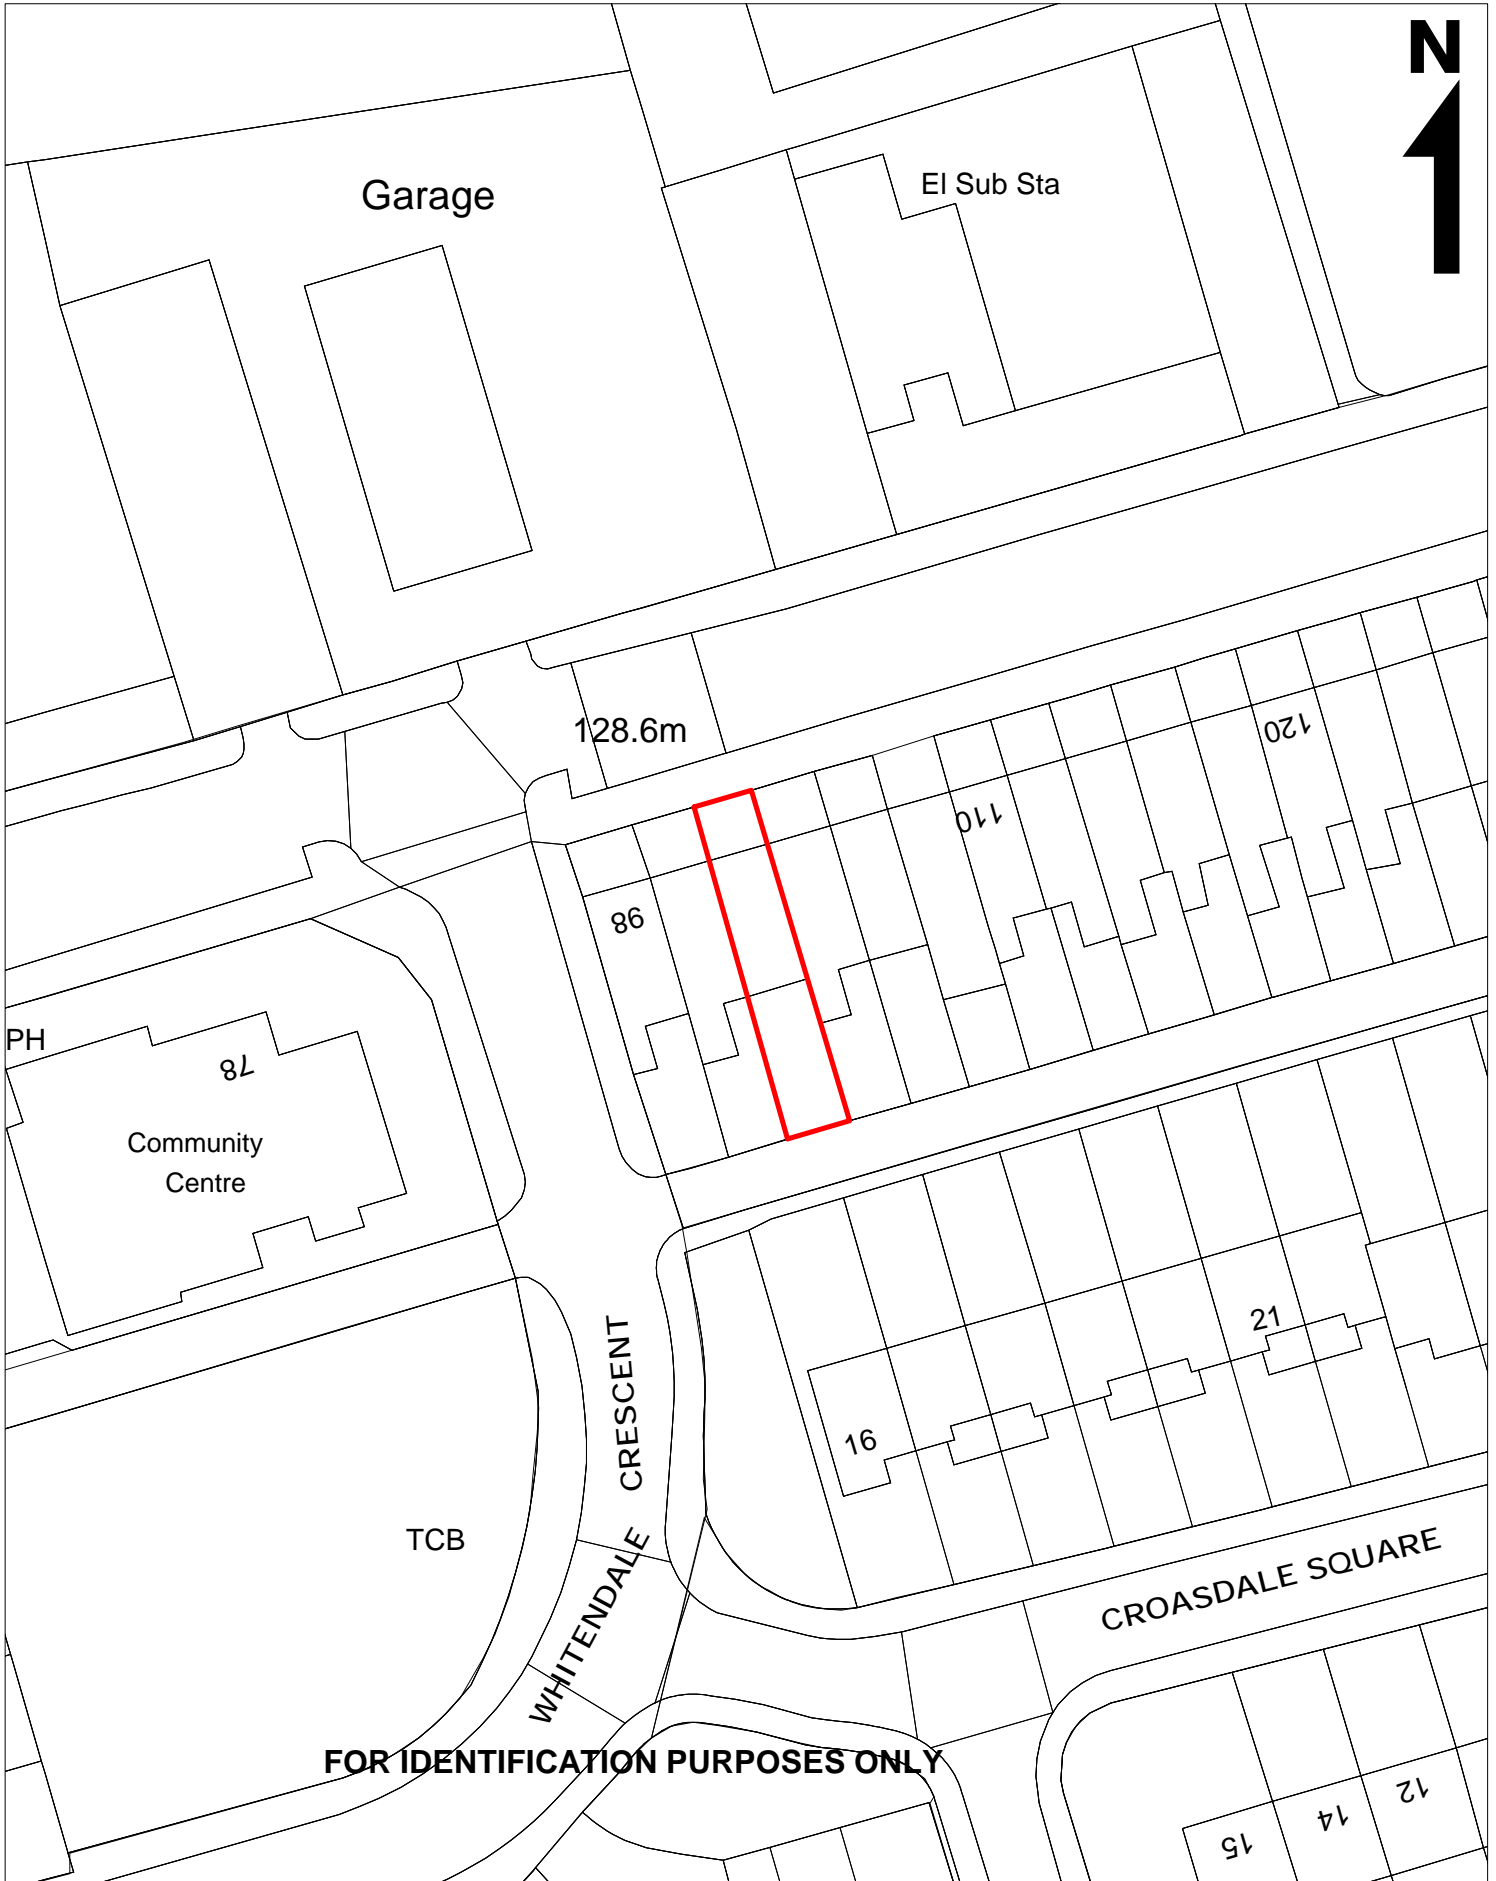 N
Garage
El Sub Sta
128.6m
120
110
98
PH
78
Community
Centre
21
16
CRESCENT
WHITENDALE
TCB
CROASDALE SQUARE
FOR IDENTIFICATION PURPOSES ONLY
12
14
15